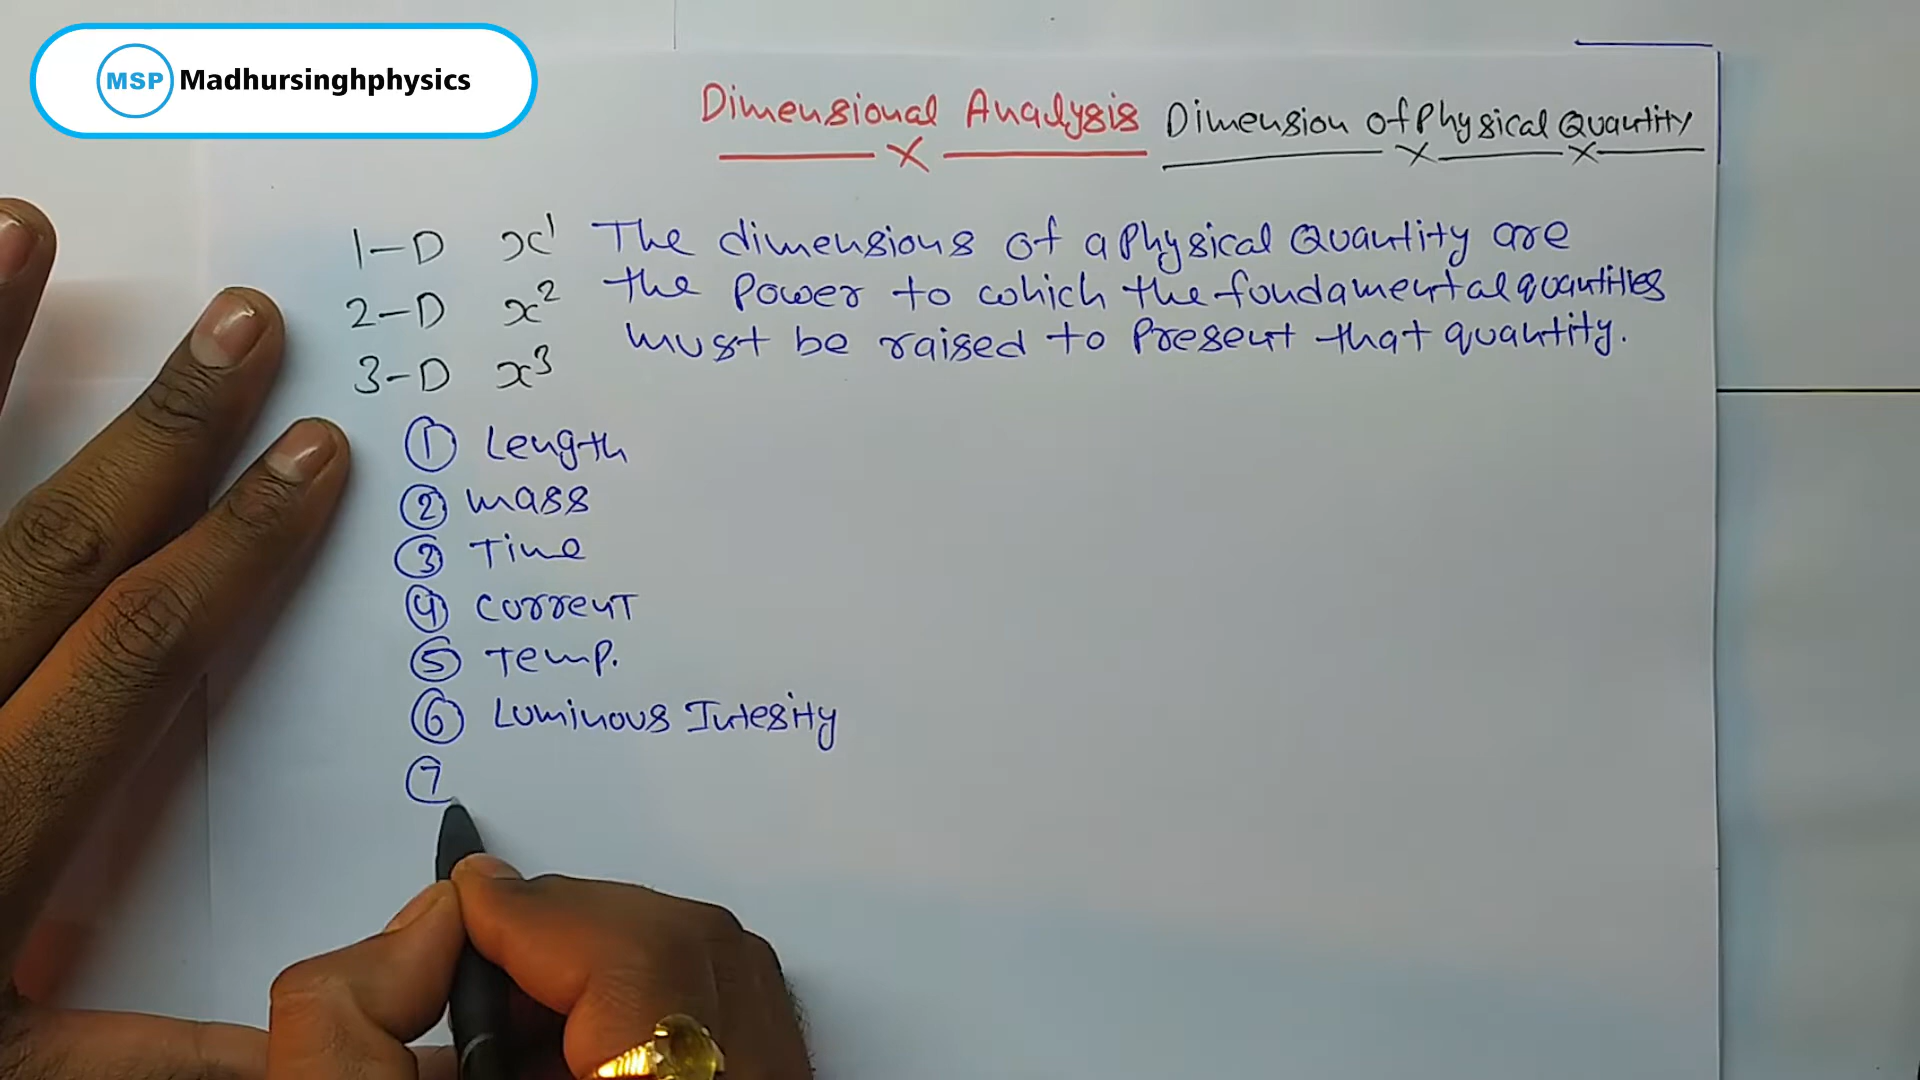 MSP Madhursinghphysics
Dimensional Analysis
Dimension of Physical Quantity
1-D x¹
2-D x²
3-D x³
The dimensions of a Physical Quantity are
the Power to which the fundamental quantities
must be raised to Present that quantity.
① Length
② mass
③ Time
④ Current
⑤ Temp.
⑥ Luminous Intesity
⑦